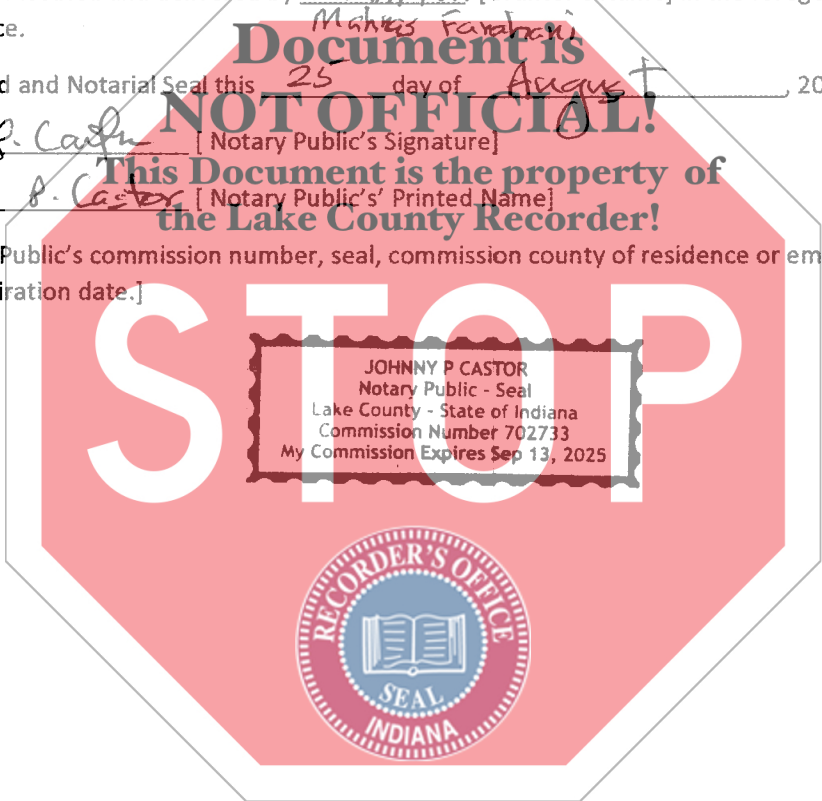 Mahnas Farahani
ce.
Document is
d and Notarial Seal this 25 day of August, 20
NOT OFFICIAL!
P. Castor [ Notary Public's Signature]
This Document is the property of
P. Castor [ Notary Public's' Printed Name]
the Lake County Recorder!
Public's commission number, seal, commission county of residence or em
iration date.]
STOP
JOHNNY P CASTOR
Notary Public - Seal
Lake County - State of Indiana
Commission Number 702733
My Commission Expires Sep 13, 2025
RECORDER'S OFFICE
SEAL
INDIANA